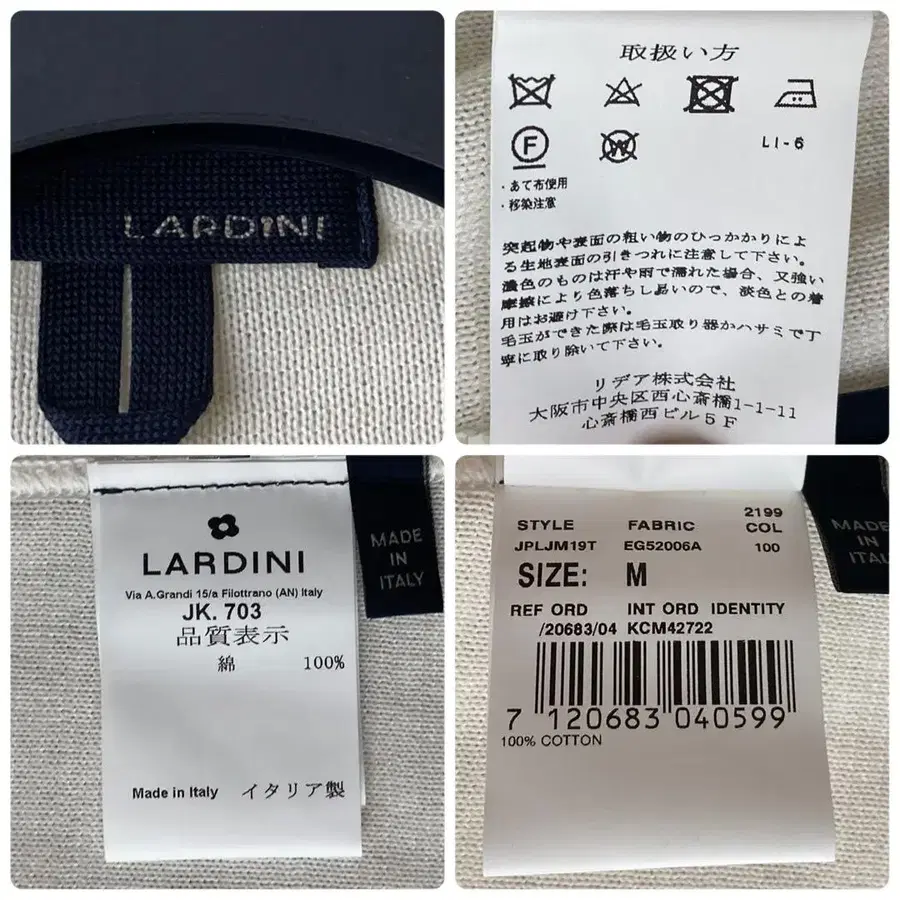 LARDINI
取扱い方
F
W
LI-6
・あて布使用
・移染注意
突起物や表面の粗い物のひっかかりによ
る生地表面の引きつれに注意して下さい。
濃色のものは汗や雨で濡れた場合、又強い
摩擦により色落ちし易いので、淡色との着
用はお避け下さい。
毛玉ができた際は毛玉取り器かハサミで丁
寧に取り除いて下さい。
リデア株式会社
大阪市中央区西心斎橋1-1-11
心斎橋西ビル5F
LARDINI
Via A.Grandi 15/a Filottrano (AN) Italy
JK. 703
品質表示
綿 100%
Made in Italy イタリア製
MADE
IN
ITALY
2199
STYLE FABRIC COL
JPLJM19T EG52006A 100
SIZE: M
REF ORD INT ORD IDENTITY
/20683/04 KCM42722
7 120683 040599
100% COTTON
MADE
IN
ITAL